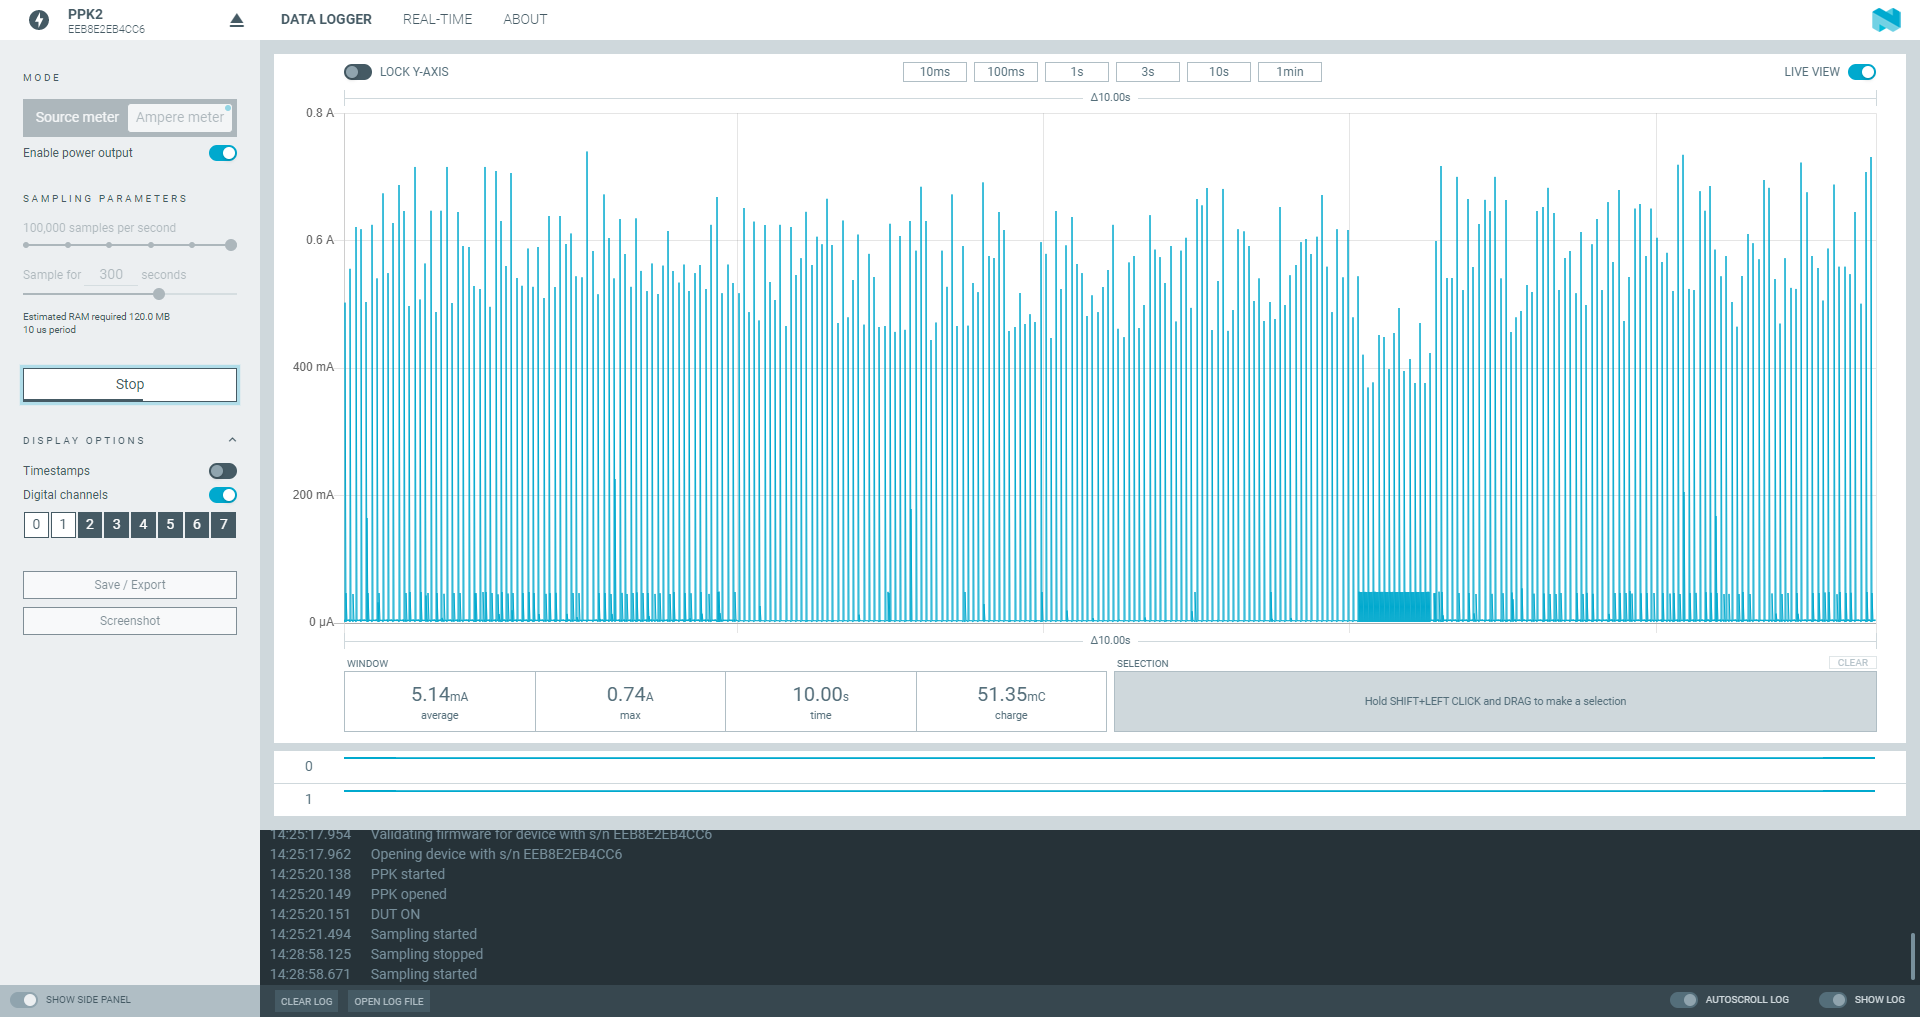 PPK2
EEB8E2EB4CC6
DATA LOGGER
REAL-TIME
ABOUT
MODE
Source meter
Ampere meter
Enable power output
SAMPLING PARAMETERS
100,000 samples per second
Sample for 300 seconds
Estimated RAM required 120.0 MB
10 us period
Stop
DISPLAY OPTIONS
Timestamps
Digital channels
0 1 2 3 4 5 6 7
Save / Export
Screenshot
SHOW SIDE PANEL
LOCK Y-AXIS
10ms 100ms 1s 3s 10s 1min
LIVE VIEW
Δ10.00s
0.8 A
0.6 A
400 mA
200 mA
0 µA
Δ10.00s
WINDOW
5.14mA
average
0.74A
max
10.00s
time
51.35mC
charge
SELECTION
CLEAR
Hold SHIFT+LEFT CLICK and DRAG to make a selection
0
1
14:25:17.954 Validating firmware for device with s/n EEB8E2EB4CC6
14:25:17.962 Opening device with s/n EEB8E2EB4CC6
14:25:20.138 PPK started
14:25:20.149 PPK opened
14:25:20.151 DUT ON
14:25:21.494 Sampling started
14:28:58.125 Sampling stopped
14:28:58.671 Sampling started
CLEAR LOG
OPEN LOG FILE
AUTOSCROLL LOG
SHOW LOG